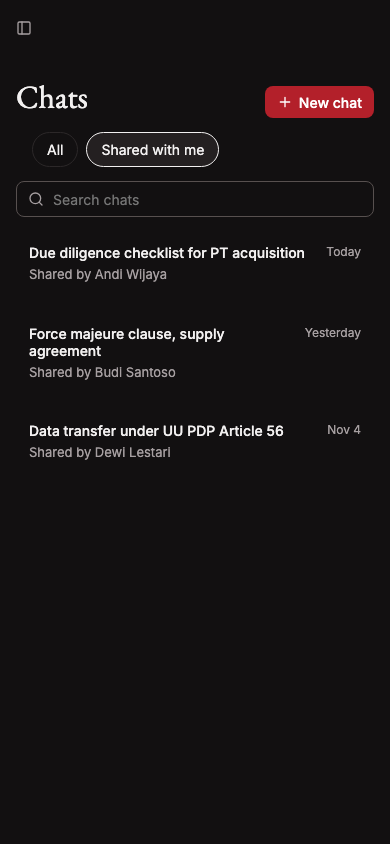 Chats
New chat
All
Shared with me
Search chats
Due diligence checklist for PT acquisition
Today
Shared by Andi Wijaya
Force majeure clause, supply
agreement
Yesterday
Shared by Budi Santoso
Data transfer under UU PDP Article 56
Nov 4
Shared by Dewi Lestari